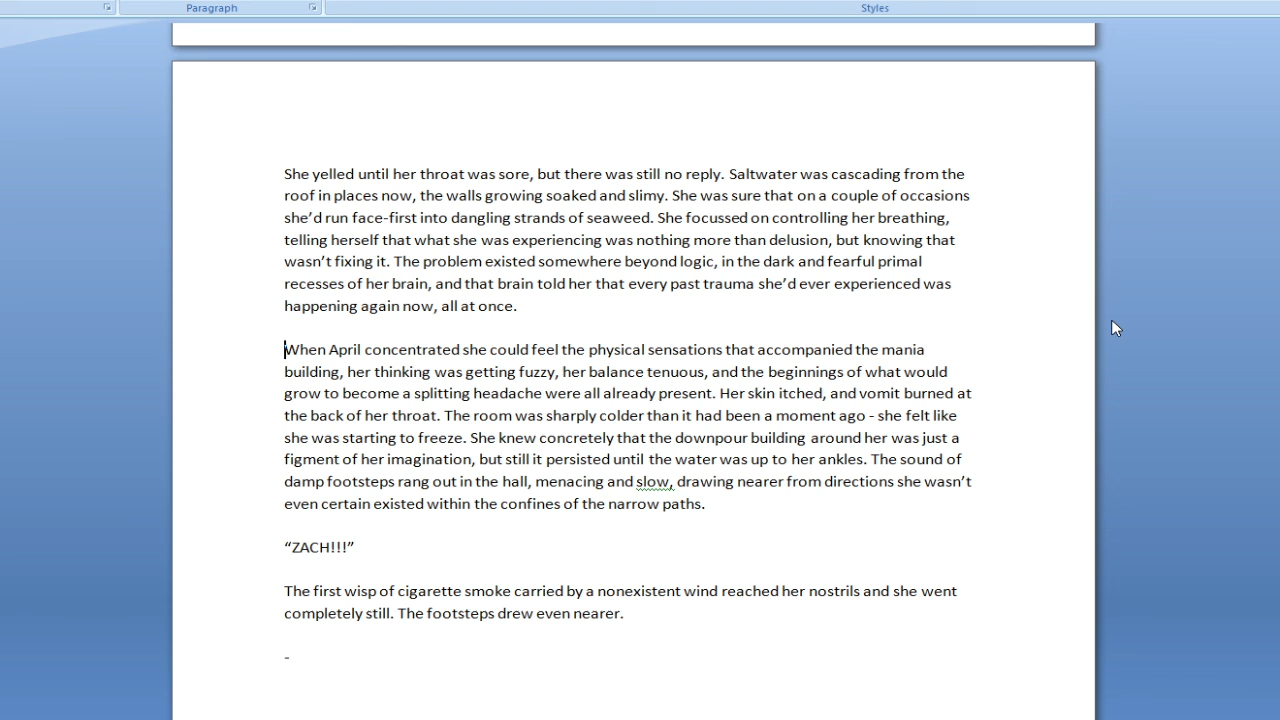 Paragraph
Styles
She yelled until her throat was sore, but there was still no reply. Saltwater was cascading from the
roof in places now, the walls growing soaked and slimy. She was sure that on a couple of occasions
she’d run face-first into dangling strands of seaweed. She focussed on controlling her breathing,
telling herself that what she was experiencing was nothing more than delusion, but knowing that
wasn’t fixing it. The problem existed somewhere beyond logic, in the dark and fearful primal
recesses of her brain, and that brain told her that every past trauma she’d ever experienced was
happening again now, all at once.
When April concentrated she could feel the physical sensations that accompanied the mania
building, her thinking was getting fuzzy, her balance tenuous, and the beginnings of what would
grow to become a splitting headache were all already present. Her skin itched, and vomit burned at
the back of her throat. The room was sharply colder than it had been a moment ago - she felt like
she was starting to freeze. She knew concretely that the downpour building around her was just a
figment of her imagination, but still it persisted until the water was up to her ankles. The sound of
damp footsteps rang out in the hall, menacing and slow, drawing nearer from directions she wasn’t
even certain existed within the confines of the narrow paths.
“ZACH!!!”
The first wisp of cigarette smoke carried by a nonexistent wind reached her nostrils and she went
completely still. The footsteps drew even nearer.
-